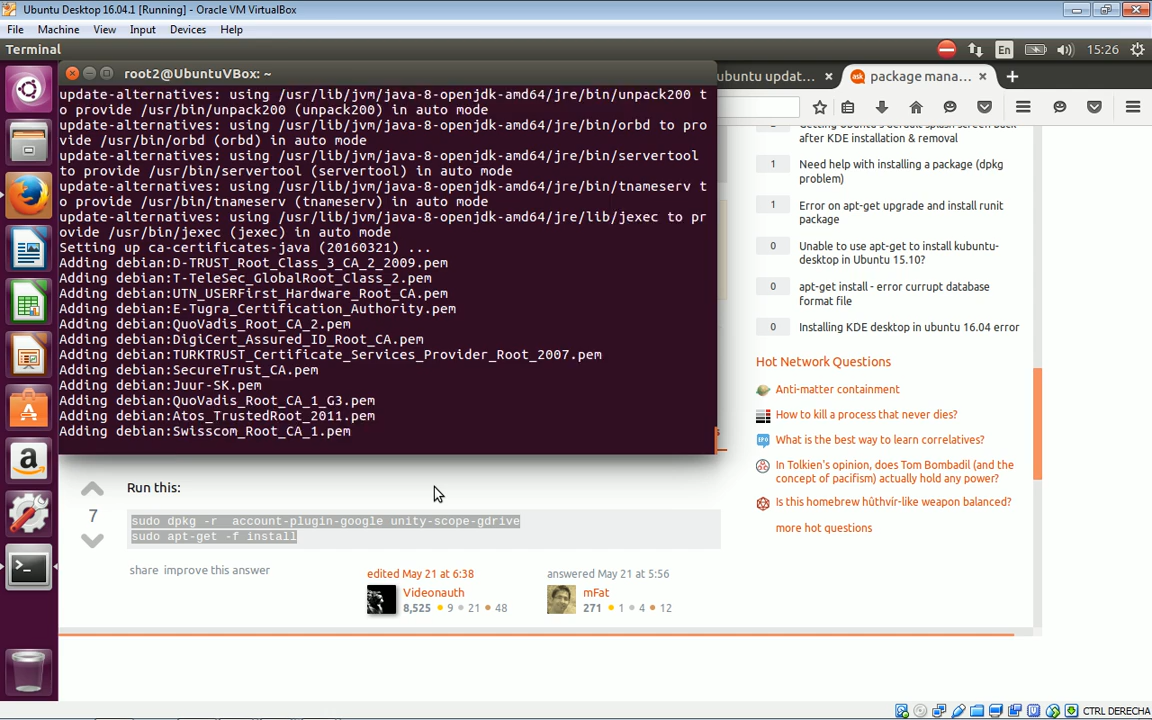 Ubuntu Desktop 16.04.1 [Running] - Oracle VM VirtualBox
File Machine View Input Devices Help
Terminal
En
15:26
root2@UbuntuVBox: ~
ubuntu updat...
package mana...
update-alternatives: using /usr/lib/jvm/java-8-openjdk-amd64/jre/bin/unpack200 t
o provide /usr/bin/unpack200 (unpack200) in auto mode
update-alternatives: using /usr/lib/jvm/java-8-openjdk-amd64/jre/bin/orbd to pro
vide /usr/bin/orbd (orbd) in auto mode
update-alternatives: using /usr/lib/jvm/java-8-openjdk-amd64/jre/bin/servertool
to provide /usr/bin/servertool (servertool) in auto mode
update-alternatives: using /usr/lib/jvm/java-8-openjdk-amd64/jre/bin/tnameserv t
o provide /usr/bin/tnameserv (tnameserv) in auto mode
update-alternatives: using /usr/lib/jvm/java-8-openjdk-amd64/jre/lib/jexec to pr
ovide /usr/bin/jexec (jexec) in auto mode
Setting up ca-certificates-java (20160321) ...
Adding debian:D-TRUST_Root_Class_3_CA_2_2009.pem
Adding debian:T-TeleSec_GlobalRoot_Class_2.pem
Adding debian:UTN_USERFirst_Hardware_Root_CA.pem
Adding debian:E-Tugra_Certification_Authority.pem
Adding debian:QuoVadis_Root_CA_2.pem
Adding debian:DigiCert_Assured_ID_Root_CA.pem
Adding debian:TURKTRUST_Certificate_Services_Provider_Root_2007.pem
Adding debian:SecureTrust_CA.pem
Adding debian:Juur-SK.pem
Adding debian:QuoVadis_Root_CA_1_G3.pem
Adding debian:Atos_TrustedRoot_2011.pem
Adding debian:Swisscom_Root_CA_1.pem
Getting Ubuntu's default splash screen back
after KDE installation & removal
1 Need help with installing a package (dpkg
problem)
1 Error on apt-get upgrade and install runit
package
0 Unable to use apt-get to install kubuntu-
desktop in Ubuntu 15.10?
0 apt-get install - error currupt database
format file
0 Installing KDE desktop in ubuntu 16.04 error
Hot Network Questions
Anti-matter containment
How to kill a process that never dies?
What is the best way to learn correlatives?
In Tolkien's opinion, does Tom Bombadil (and the
concept of pacifism) actually hold any power?
Is this homebrew hûthvír-like weapon balanced?
more hot questions
Run this:
7
sudo dpkg -r account-plugin-google unity-scope-gdrive
sudo apt-get -f install
share improve this answer
edited May 21 at 6:38
Videonauth
8,525 9 21 48
answered May 21 at 5:56
mFat
271 1 4 12
CTRL DERECHA